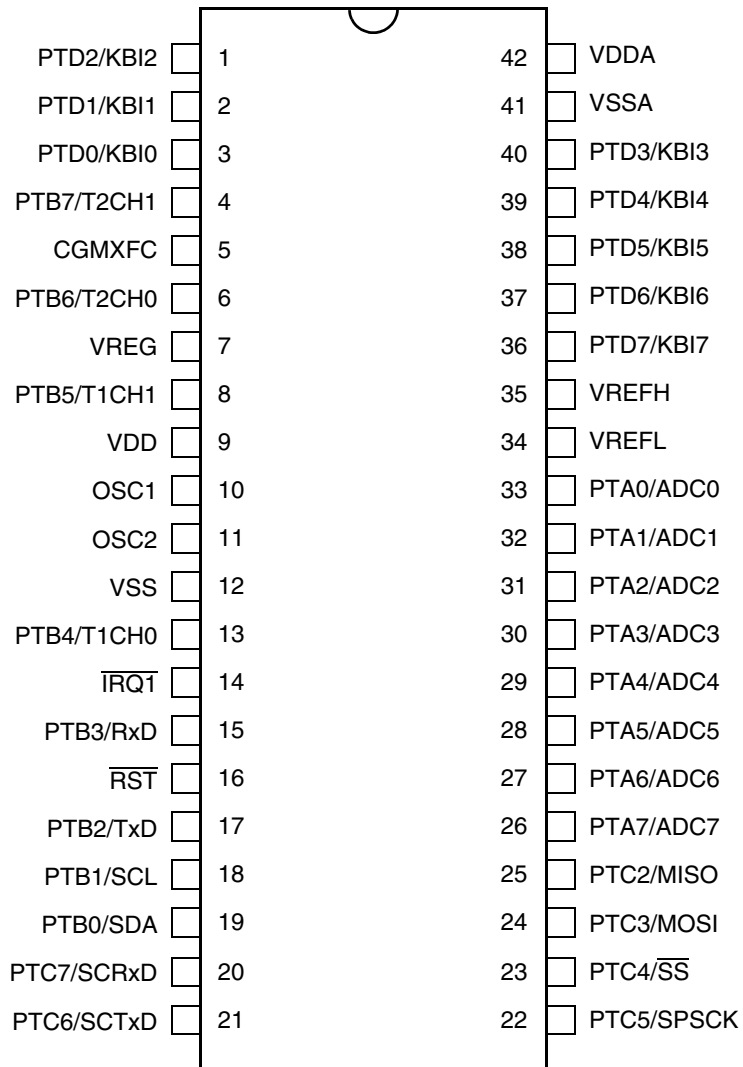 PTD2/KBI2 1 42 VDDA
PTD1/KBI1 2 41 VSSA
PTD0/KBI0 3 40 PTD3/KBI3
PTB7/T2CH1 4 39 PTD4/KBI4
CGMXFC 5 38 PTD5/KBI5
PTB6/T2CH0 6 37 PTD6/KBI6
VREG 7 36 PTD7/KBI7
PTB5/T1CH1 8 35 VREFH
VDD 9 34 VREFL
OSC1 10 33 PTA0/ADC0
OSC2 11 32 PTA1/ADC1
VSS 12 31 PTA2/ADC2
PTB4/T1CH0 13 30 PTA3/ADC3
I̅R̅Q̅1̅ 14 29 PTA4/ADC4
PTB3/RxD 15 28 PTA5/ADC5
R̅S̅T̅ 16 27 PTA6/ADC6
PTB2/TxD 17 26 PTA7/ADC7
PTB1/SCL 18 25 PTC2/MISO
PTB0/SDA 19 24 PTC3/MOSI
PTC7/SCRxD 20 23 PTC4/S̅S̅
PTC6/SCTxD 21 22 PTC5/SPSCK